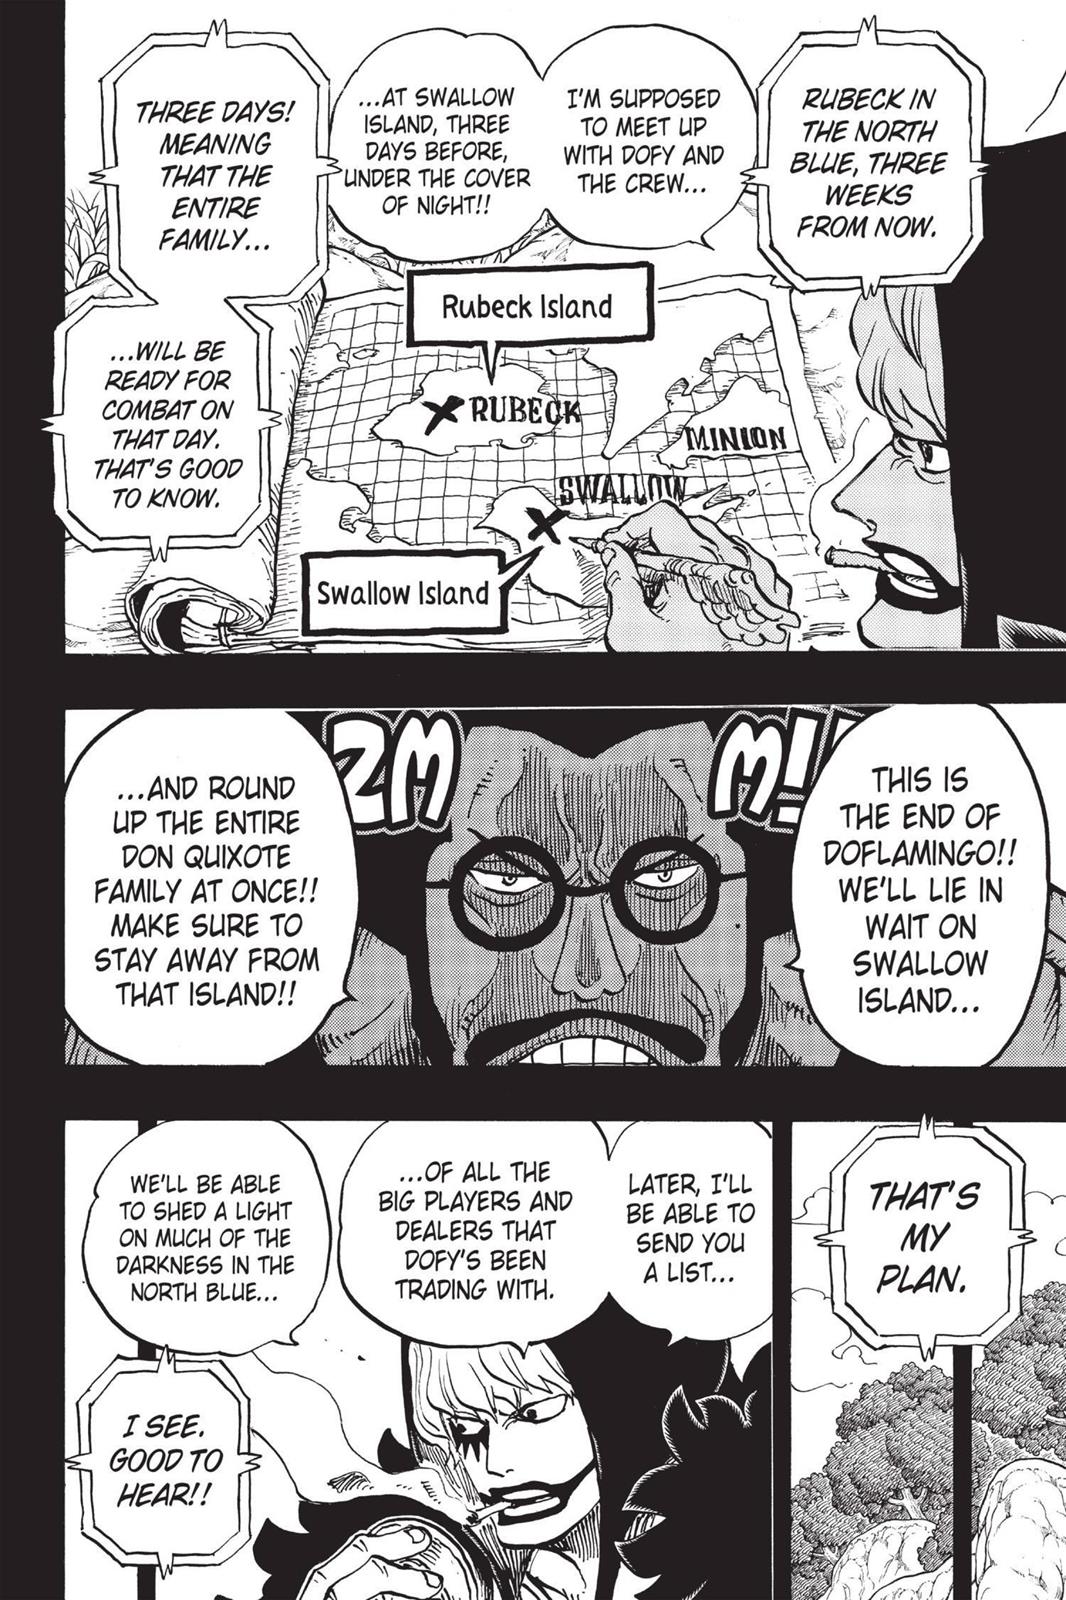 RUBECK IN
THE NORTH
BLUE, THREE
WEEKS
FROM NOW.
I'M SUPPOSED
TO MEET UP
WITH DOFY AND
THE CREW...
...AT SWALLOW
ISLAND, THREE
DAYS BEFORE,
UNDER THE COVER
OF NIGHT!!
THREE DAYS!
MEANING
THAT THE
ENTIRE
FAMILY...
...WILL BE
READY FOR
COMBAT ON
THAT DAY.
THAT'S GOOD
TO KNOW.
Rubeck Island
RUBECK
MINION
SWALLOW
Swallow Island
THIS IS
THE END OF
DOFLAMINGO!!
WE'LL LIE IN
WAIT ON
SWALLOW
ISLAND...
ZM
M!!
...AND ROUND
UP THE ENTIRE
DON QUIXOTE
FAMILY AT ONCE!!
MAKE SURE TO
STAY AWAY FROM
THAT ISLAND!!
THAT'S
MY
PLAN.
LATER, I'LL
BE ABLE TO
SEND YOU
A LIST...
...OF ALL THE
BIG PLAYERS AND
DEALERS THAT
DOFY'S BEEN
TRADING WITH.
WE'LL BE ABLE
TO SHED A LIGHT
ON MUCH OF THE
DARKNESS IN THE
NORTH BLUE...
I SEE.
GOOD TO
HEAR!!